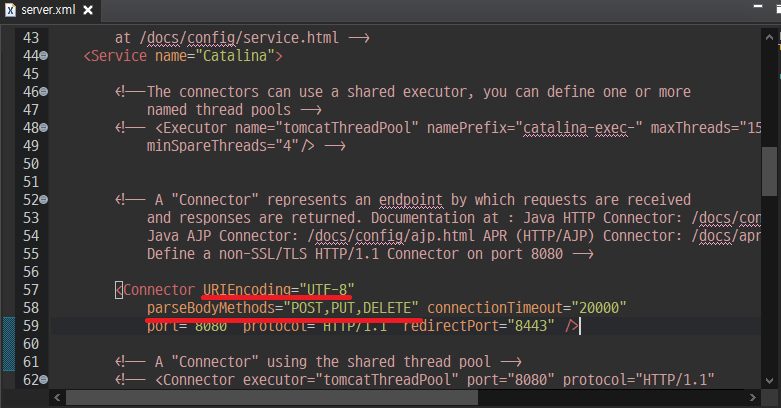 server.xml
43 at /docs/config/service.html -->
44 <Service name="Catalina">
45
46 <!--The connectors can use a shared executor, you can define one or more
47 named thread pools -->
48 <!-- <Executor name="tomcatThreadPool" namePrefix="catalina-exec-" maxThreads="15
49 minSpareThreads="4"/> -->
50
51
52 <!-- A "Connector" represents an endpoint by which requests are received
53 and responses are returned. Documentation at : Java HTTP Connector: /docs/con
54 Java AJP Connector: /docs/config/ajp.html APR (HTTP/AJP) Connector: /docs/apr
55 Define a non-SSL/TLS HTTP/1.1 Connector on port 8080 -->
56
57 <Connector URIEncoding="UTF-8"
58 parseBodyMethods="POST,PUT,DELETE" connectionTimeout="20000"
59 port="8080" protocol="HTTP/1.1" redirectPort="8443" />
60
61 <!-- A "Connector" using the shared thread pool -->
62 <!-- <Connector executor="tomcatThreadPool" port="8080" protocol="HTTP/1.1"